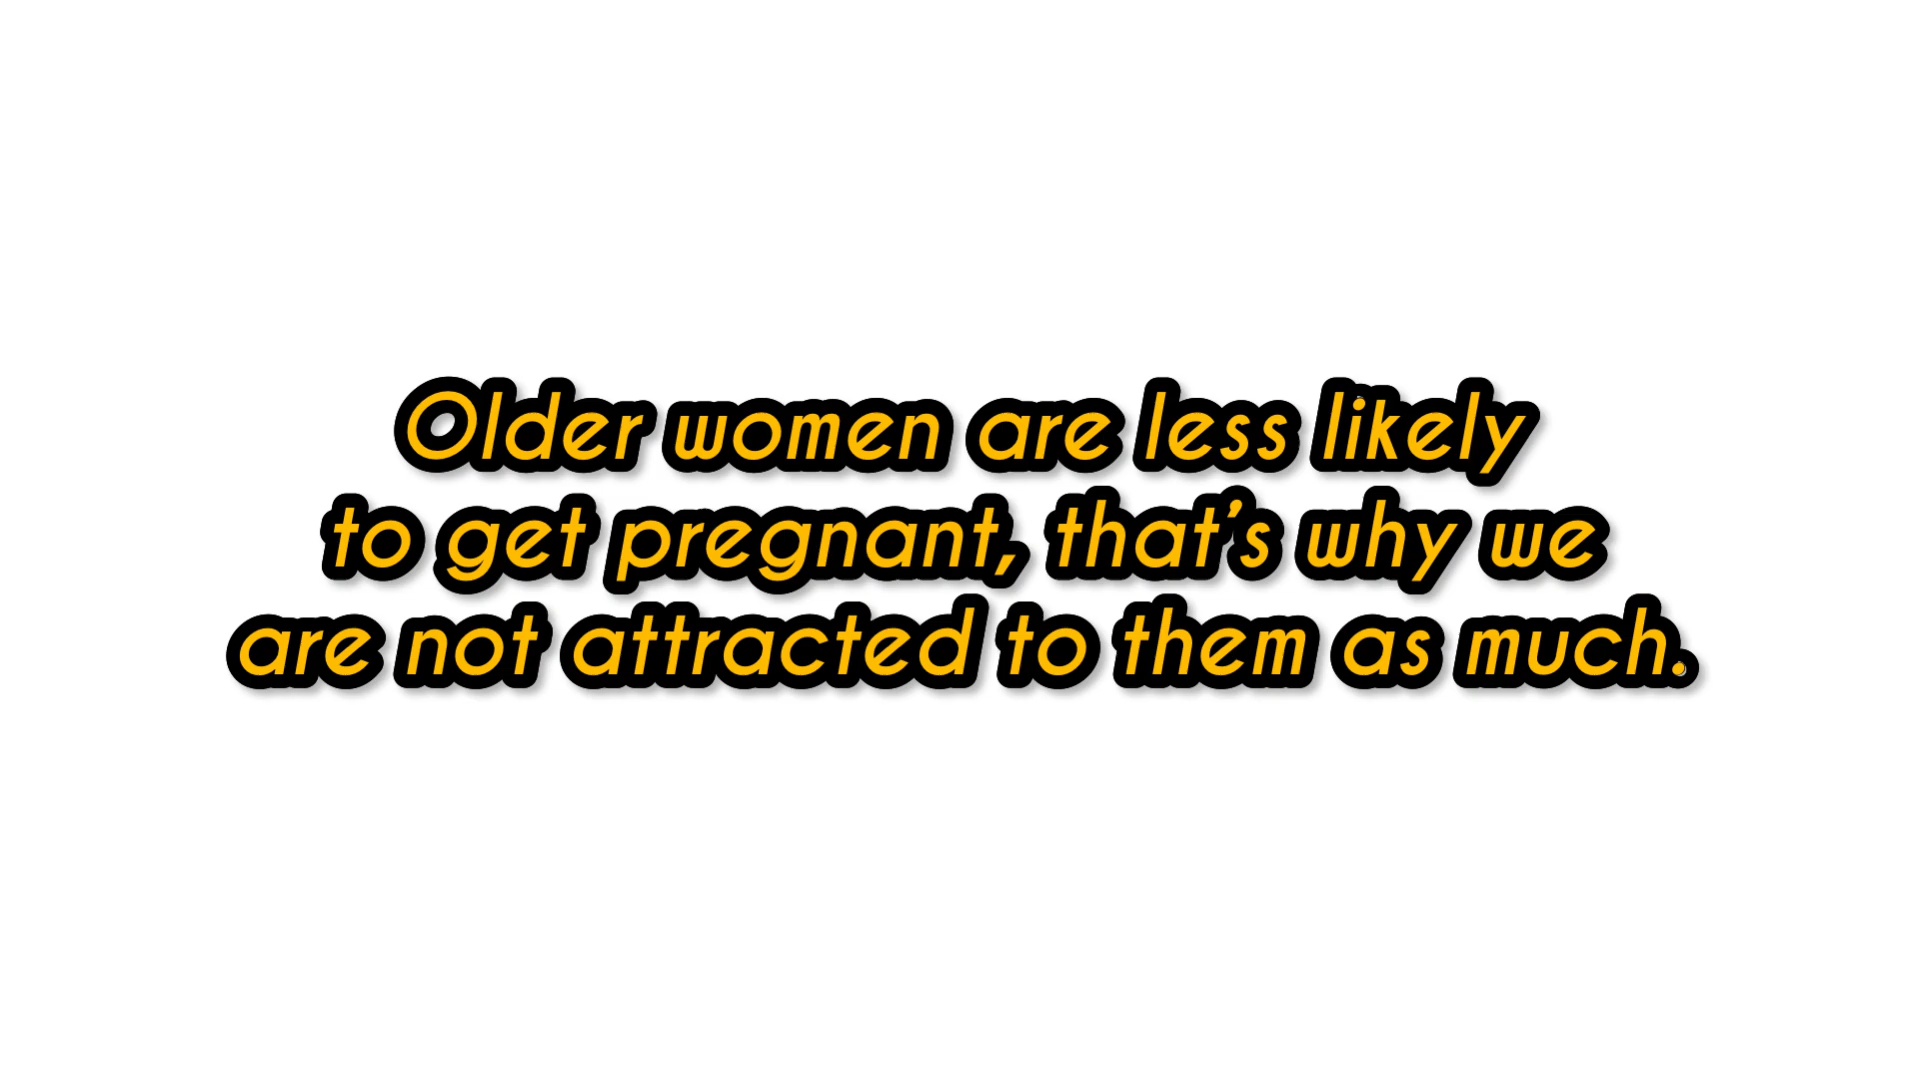 Older women are less likely
to get pregnant, that's why we
are not attracted to them as much.